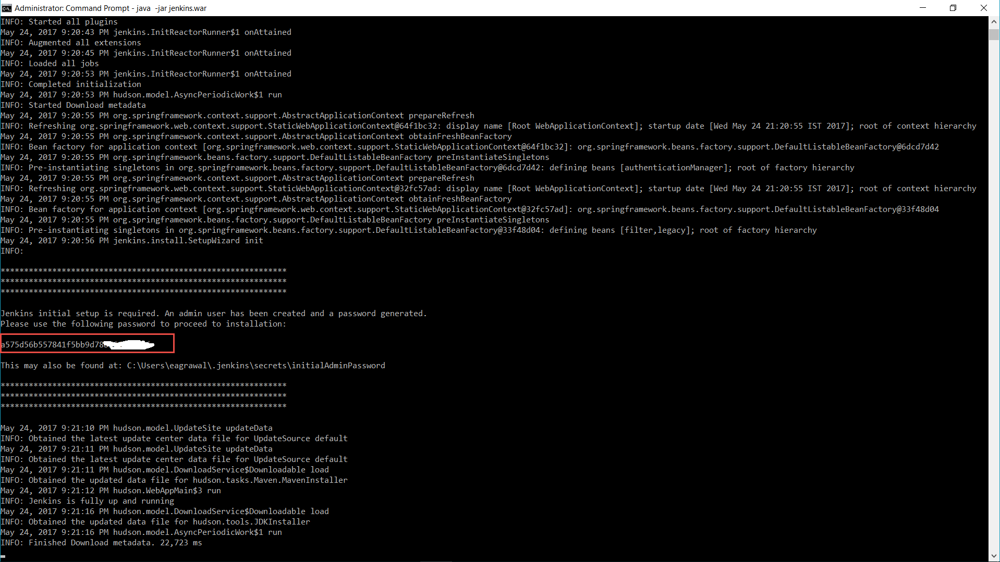 Administrator: Command Prompt - java  -jar jenkins.war
INFO: Started all plugins
May 24, 2017 9:20:43 PM jenkins.InitReactorRunner$1 onAttained
INFO: Augmented all extensions
May 24, 2017 9:20:45 PM jenkins.InitReactorRunner$1 onAttained
INFO: Loaded all jobs
May 24, 2017 9:20:53 PM jenkins.InitReactorRunner$1 onAttained
INFO: Completed initialization
May 24, 2017 9:20:53 PM hudson.model.AsyncPeriodicWork$1 run
INFO: Started Download metadata
May 24, 2017 9:20:55 PM org.springframework.context.support.AbstractApplicationContext prepareRefresh
INFO: Refreshing org.springframework.web.context.support.StaticWebApplicationContext@64f1bc32: display name [Root WebApplicationContext]; startup date [Wed May 24 21:20:55 IST 2017]; root of context hierarchy
May 24, 2017 9:20:55 PM org.springframework.context.support.AbstractApplicationContext obtainFreshBeanFactory
INFO: Bean factory for application context [org.springframework.web.context.support.StaticWebApplicationContext@64f1bc32]: org.springframework.beans.factory.support.DefaultListableBeanFactory@6dcd7d42
May 24, 2017 9:20:55 PM org.springframework.beans.factory.support.DefaultListableBeanFactory preInstantiateSingletons
INFO: Pre-instantiating singletons in org.springframework.beans.factory.support.DefaultListableBeanFactory@6dcd7d42: defining beans [authenticationManager]; root of factory hierarchy
May 24, 2017 9:20:55 PM org.springframework.context.support.AbstractApplicationContext prepareRefresh
INFO: Refreshing org.springframework.web.context.support.StaticWebApplicationContext@32fc57ad: display name [Root WebApplicationContext]; startup date [Wed May 24 21:20:55 IST 2017]; root of context hierarchy
May 24, 2017 9:20:55 PM org.springframework.context.support.AbstractApplicationContext obtainFreshBeanFactory
INFO: Bean factory for application context [org.springframework.web.context.support.StaticWebApplicationContext@32fc57ad]: org.springframework.beans.factory.support.DefaultListableBeanFactory@33f48d04
May 24, 2017 9:20:55 PM org.springframework.beans.factory.support.DefaultListableBeanFactory preInstantiateSingletons
INFO: Pre-instantiating singletons in org.springframework.beans.factory.support.DefaultListableBeanFactory@33f48d04: defining beans [filter,legacy]; root of factory hierarchy
May 24, 2017 9:20:56 PM jenkins.install.SetupWizard init
INFO:
*************************************************************
*************************************************************
*************************************************************
Jenkins initial setup is required. An admin user has been created and a password generated.
Please use the following password to proceed to installation:
a575d56b557841f5bb9d78
This may also be found at: C:\Users\eagrawal\.jenkins\secrets\initialAdminPassword
*************************************************************
*************************************************************
*************************************************************
May 24, 2017 9:21:10 PM hudson.model.UpdateSite updateData
INFO: Obtained the latest update center data file for UpdateSource default
May 24, 2017 9:21:11 PM hudson.model.UpdateSite updateData
INFO: Obtained the latest update center data file for UpdateSource default
May 24, 2017 9:21:11 PM hudson.model.DownloadService$Downloadable load
INFO: Obtained the updated data file for hudson.tasks.Maven.MavenInstaller
May 24, 2017 9:21:12 PM hudson.WebAppMain$3 run
INFO: Jenkins is fully up and running
May 24, 2017 9:21:16 PM hudson.model.DownloadService$Downloadable load
INFO: Obtained the updated data file for hudson.tools.JDKInstaller
May 24, 2017 9:21:16 PM hudson.model.AsyncPeriodicWork$1 run
INFO: Finished Download metadata. 22,723 ms